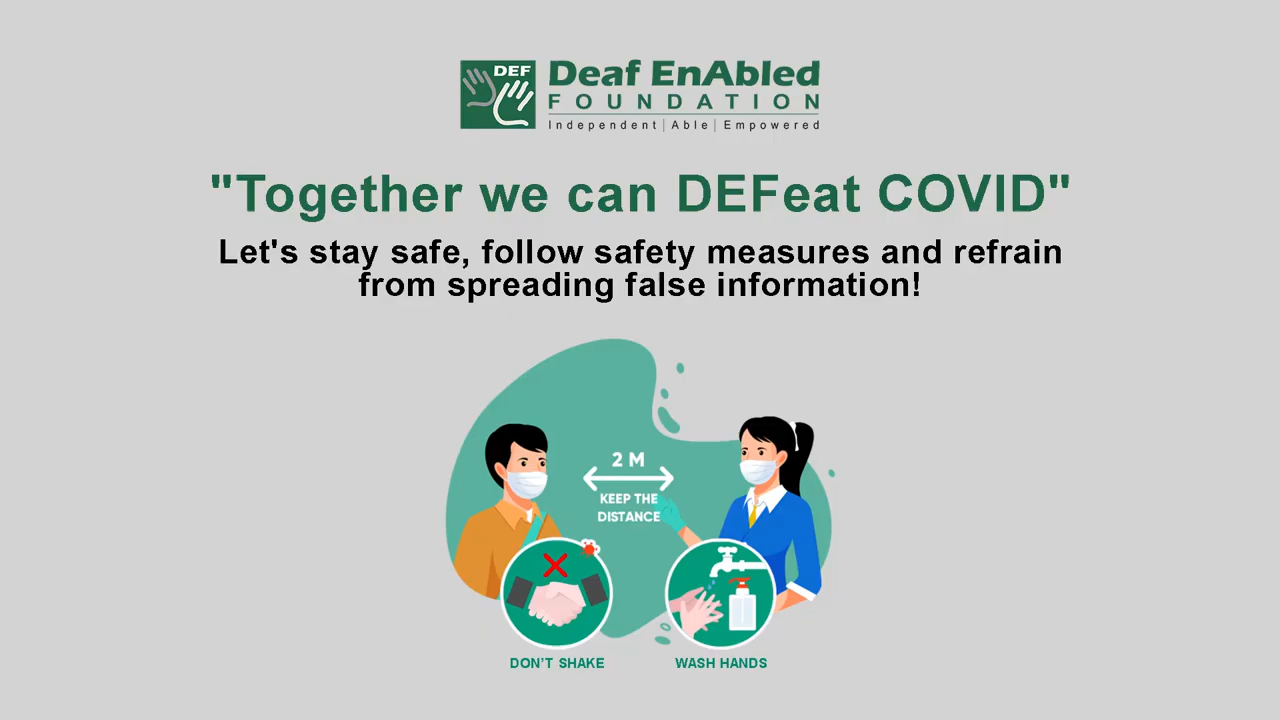 DEF
Deaf EnAbled
FOUNDATION
Independent | Able | Empowered
"Together we can DEFeat COVID"
Let's stay safe, follow safety measures and refrain
from spreading false information!
2 M
KEEP THE
DISTANCE
DON'T SHAKE
WASH HANDS